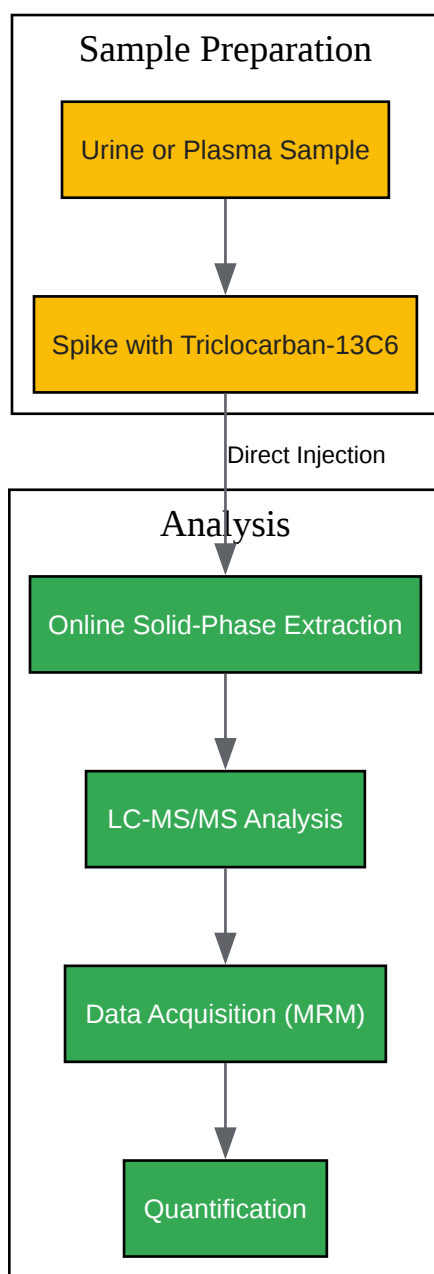 Sample Preparation
Urine or Plasma Sample
Spike with Triclocarban-13C6
Direct Injection
Analysis
Online Solid-Phase Extraction
LC-MS/MS Analysis
Data Acquisition (MRM)
Quantification